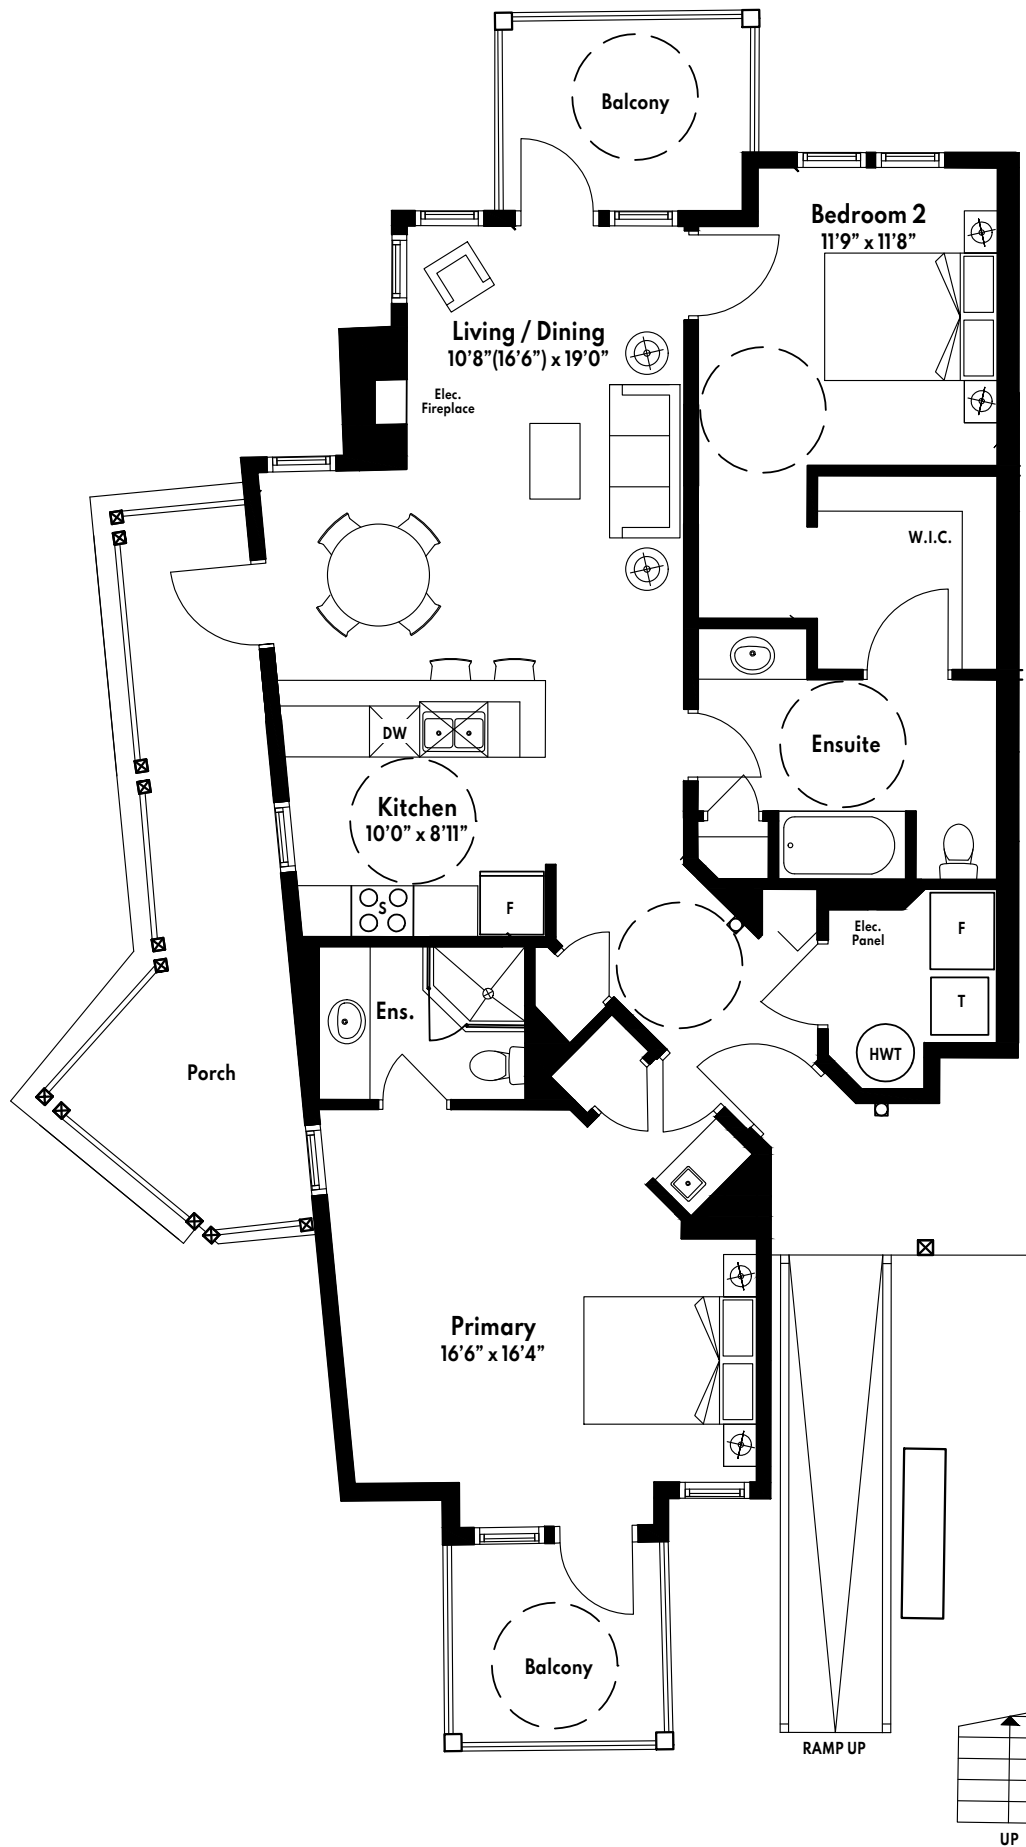 Balcony
Bedroom 2
11'9" x 11'8"
Living / Dining
10'8"(16'6") x 19'0"
Elec.
Fireplace
W.I.C.
DW
Ensuite
Kitchen
10'0" x 8'11"
S
F
Elec.
Panel
F
T
HWT
Ens.
Porch
Primary
16'6" x 16'4"
Balcony
RAMP UP
UP